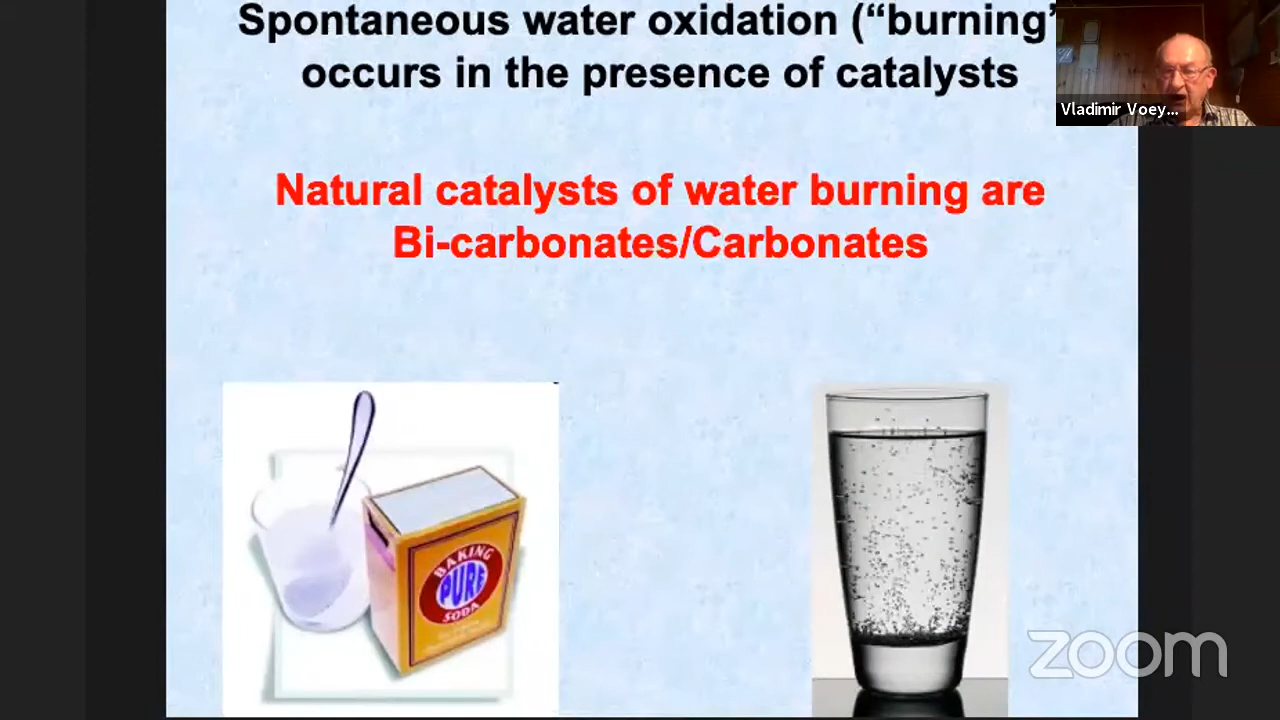 Spontaneous water oxidation (“burning”
occurs in the presence of catalysts
Vladimir Voey...
Natural catalysts of water burning are
Bi-carbonates/Carbonates
BAKING
PURE
SODA
zoom